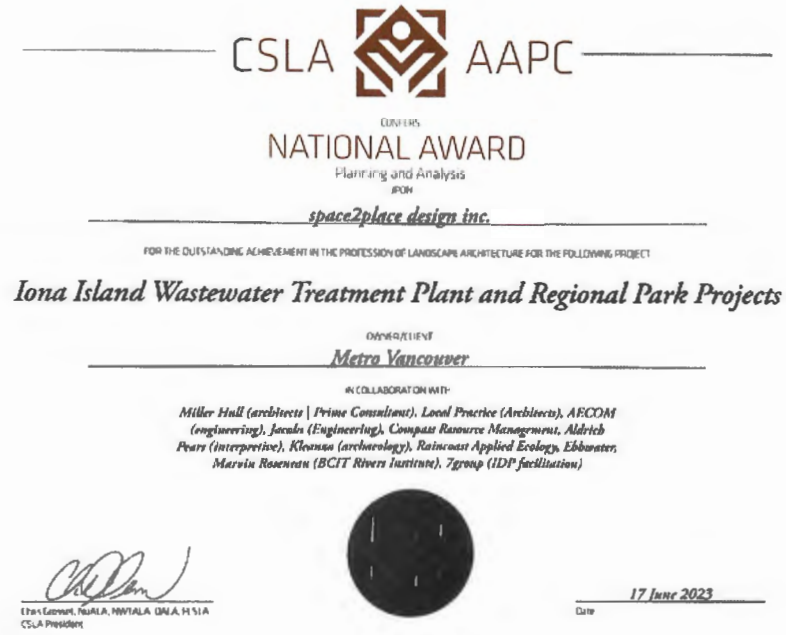 CSLA AAPC
CONFERS
NATIONAL AWARD
Planning and Analysis
UPON
space2place design inc.
FOR THE OUTSTANDING ACHIEVEMENT IN THE PROFESSION OF LANDSCAPE ARCHITECTURE FOR THE FOLLOWING PROJECT
Iona Island Wastewater Treatment Plant and Regional Park Projects
OWNER/CLIENT
Metro Vancouver
IN COLLABORATION WITH
Miller Hull (architects | Prime Consultant), Local Practice (Architects), AECOM
(engineering), Jacobs (Engineering), Compass Resource Management, Aldrich
Pears (interpretive), Kleanza (archaeology), Raincoast Applied Ecology, Ebbwater,
Marvin Rosenau (BCIT Rivers Institute), 7group (IDP facilitation)
17 June 2023
Date
CSLA President